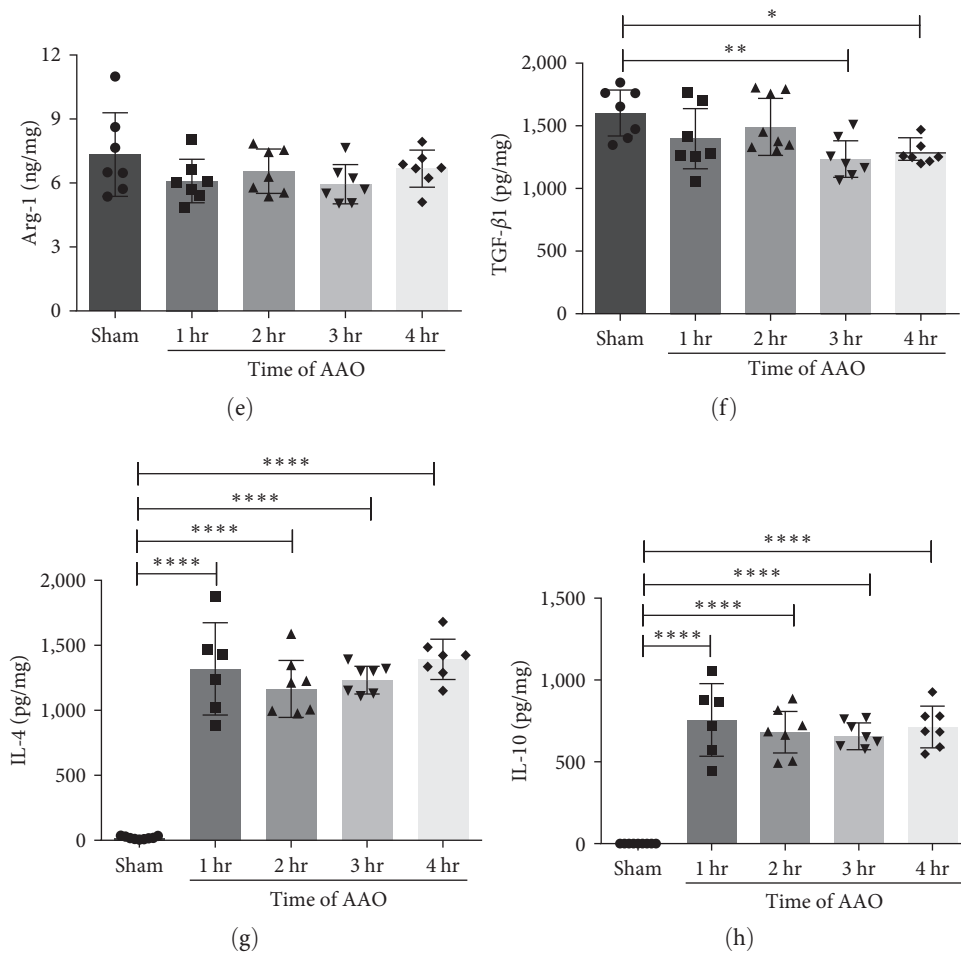 12
9
6
3
0
Arg-1 (ng/mg)
Sham
1 hr
2 hr
3 hr
4 hr
Time of AAO
(e)
*
**
2,000
1,500
1,000
500
0
TGF-β1 (pg/mg)
Sham
1 hr
2 hr
3 hr
4 hr
Time of AAO
(f)
****
****
****
****
2,000
1,500
1,000
500
0
IL-4 (pg/mg)
Sham
1 hr
2 hr
3 hr
4 hr
Time of AAO
(g)
****
****
****
****
1,500
1,000
500
0
IL-10 (pg/mg)
Sham
1 hr
2 hr
3 hr
4 hr
Time of AAO
(h)